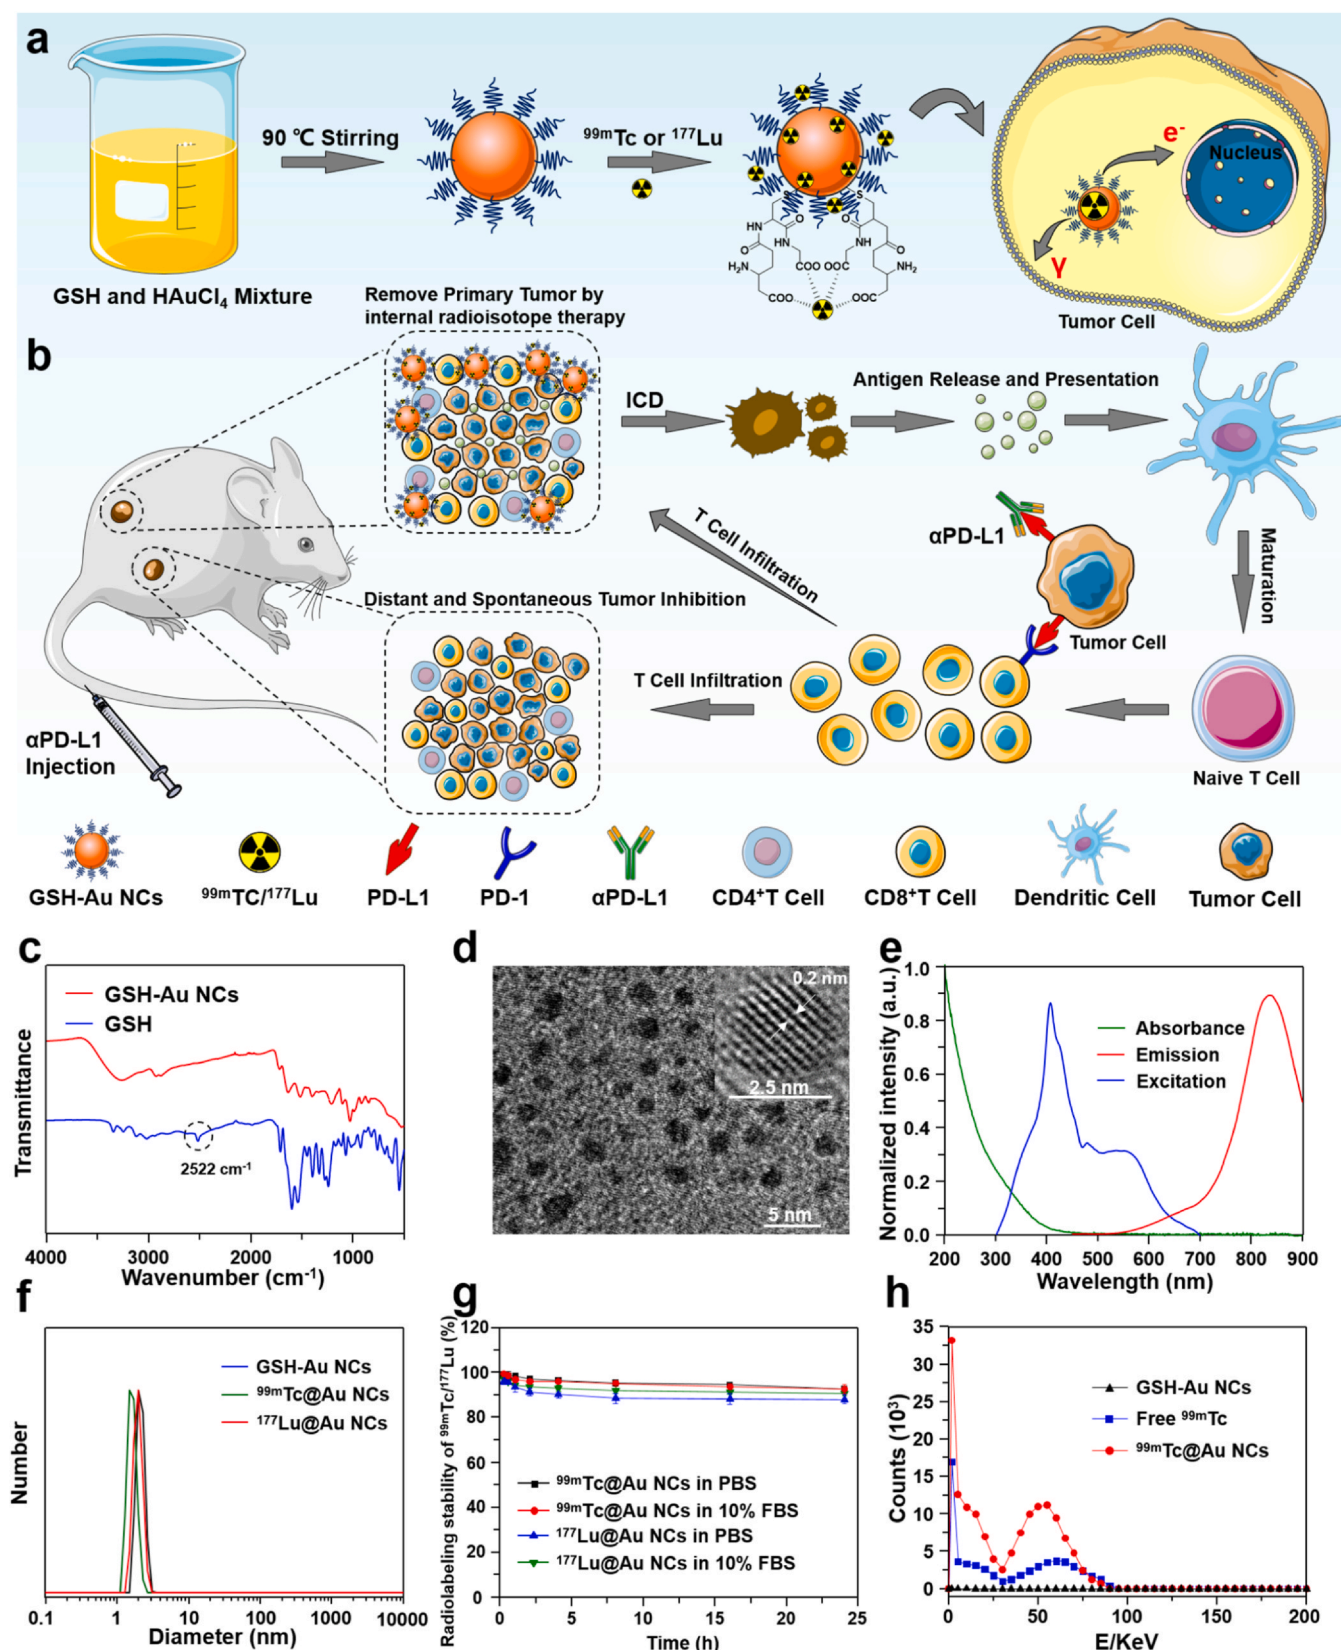 a
90 ℃ Stirring
99mTc or 177Lu
GSH and HAuCl4 Mixture
S
S
O
O
HN
NH
HN
NH
O
O
O
O
H2N
COO
OOC
NH2
COO
OOC
e-
Nucleus
γ
Tumor Cell
b
Remove Primary Tumor by
internal radioisotope therapy
ICD
Antigen Release and Presentation
αPD-L1
T Cell Infiltration
Maturation
Tumor Cell
Distant and Spontaneous Tumor Inhibition
T Cell Infiltration
αPD-L1
Injection
Naive T Cell
GSH-Au NCs
99mTC/177Lu
PD-L1
PD-1
αPD-L1
CD4+T Cell
CD8+T Cell
Dendritic Cell
Tumor Cell
c
GSH-Au NCs
GSH
Transmittance
2522 cm-1
4000 3000 2000 1000
Wavenumber (cm-1)
d
0.2 nm
2.5 nm
5 nm
e
Normalized intensity (a.u.)
1.0
0.8
0.6
0.4
0.2
0.0
Absorbance
Emission
Excitation
200 300 400 500 600 700 800 900
Wavelength (nm)
f
Number
GSH-Au NCs
99mTc@Au NCs
177Lu@Au NCs
0.1 1 10 100 1000 10000
Diameter (nm)
g
Radiolabeling stability of 99mTc/177Lu (%)
120
100
80
60
40
20
0
99mTc@Au NCs in PBS
99mTc@Au NCs in 10% FBS
177Lu@Au NCs in PBS
177Lu@Au NCs in 10% FBS
0 5 10 15 20 25
Time (h)
h
Counts (103)
35
30
25
20
15
10
5
0
GSH-Au NCs
Free 99mTc
99mTc@Au NCs
0 50 100 150 200
E/KeV